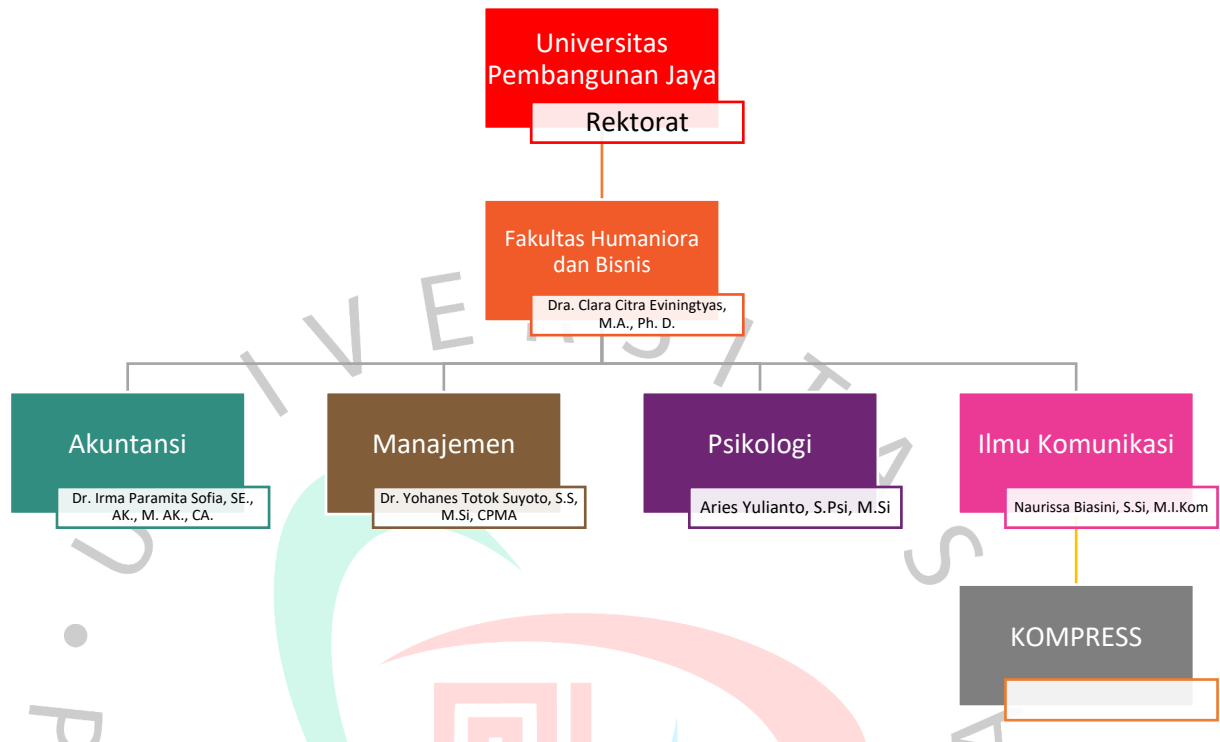 Universitas
Pembangunan Jaya
Rektorat
Fakultas Humaniora
dan Bisnis
Dra. Clara Citra Eviningtyas,
M.A., Ph. D.
Akuntansi
Dr. Irma Paramita Sofia, SE.,
AK., M. AK., CA.
Manajemen
Dr. Yohanes Totok Suyoto, S.S,
M.Si, CPMA
Psikologi
Aries Yulianto, S.Psi, M.Si
Ilmu Komunikasi
Naurissa Biasini, S.Si, M.I.Kom
KOMPRESS